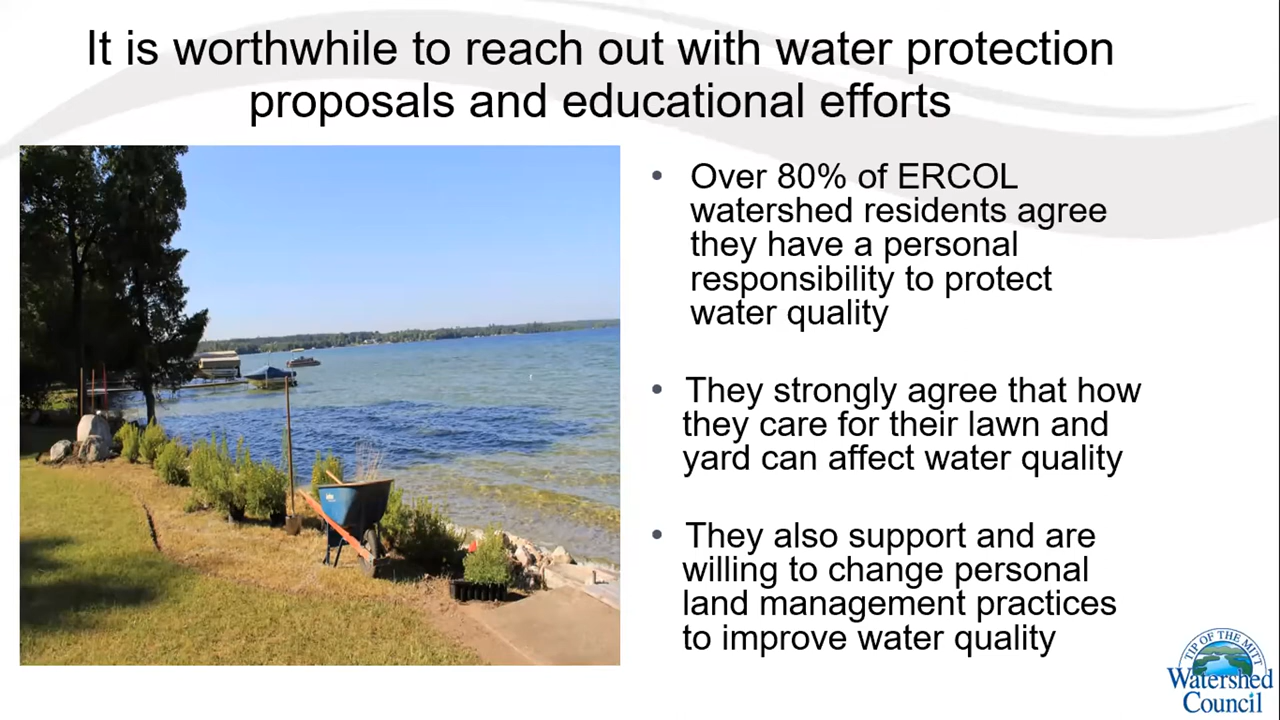 It is worthwhile to reach out with water protection
proposals and educational efforts
• Over 80% of ERCOL
watershed residents agree
they have a personal
responsibility to protect
water quality
• They strongly agree that how
they care for their lawn and
yard can affect water quality
• They also support and are
willing to change personal
land management practices
to improve water quality
TIP OF THE MITT
Watershed
Council